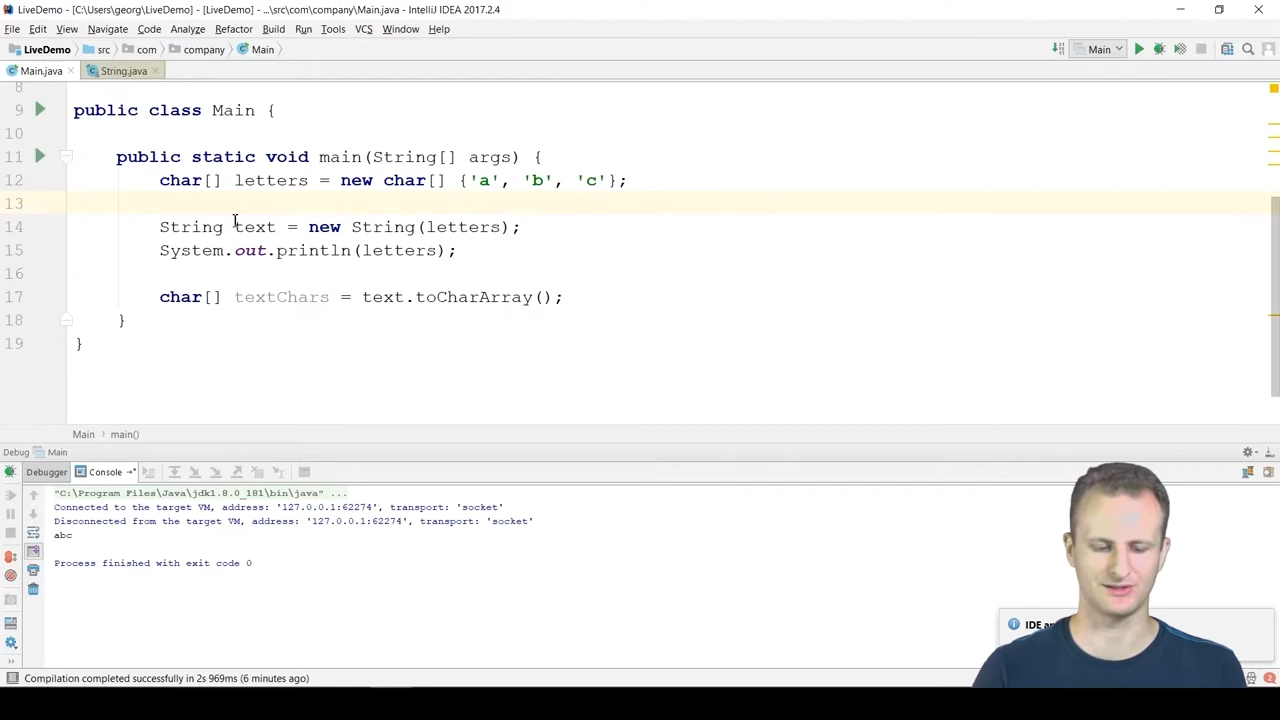 LiveDemo - [C:\Users\georg\LiveDemo] - [LiveDemo] - ...\src\com\company\Main.java - IntelliJ IDEA 2017.2.4
File Edit View Navigate Code Analyze Refactor Build Run Tools VCS Window Help
LiveDemo src com company Main Main
Main.java String.java
8
9 public class Main {
10
11 public static void main(String[] args) {
12 char[] letters = new char[] {'a', 'b', 'c'};
13
14 String text = new String(letters);
15 System.out.println(letters);
16
17 char[] textChars = text.toCharArray();
18 }
19 }
Main main()
Debug Main
Debugger Console
"C:\Program Files\Java\jdk1.8.0_181\bin\java" ...
Connected to the target VM, address: '127.0.0.1:62274', transport: 'socket'
Disconnected from the target VM, address: '127.0.0.1:62274', transport: 'socket'
abc
Process finished with exit code 0
IDE
Compilation completed successfully in 2s 969ms (6 minutes ago)
2